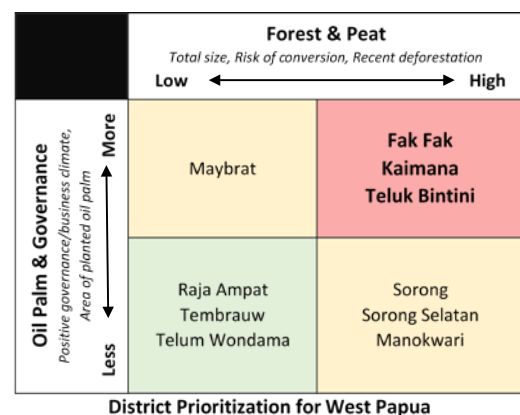 Forest & Peat
Total size, Risk of conversion, Recent deforestation
Low High
Oil Palm & Governance
Positive governance/business climate,
Area of planted oil palm
More
Less
Maybrat
Fak Fak
Kaimana
Teluk Bintini
Raja Ampat
Tembrauw
Telum Wondama
Sorong
Sorong Selatan
Manokwari
District Prioritization for West Papua